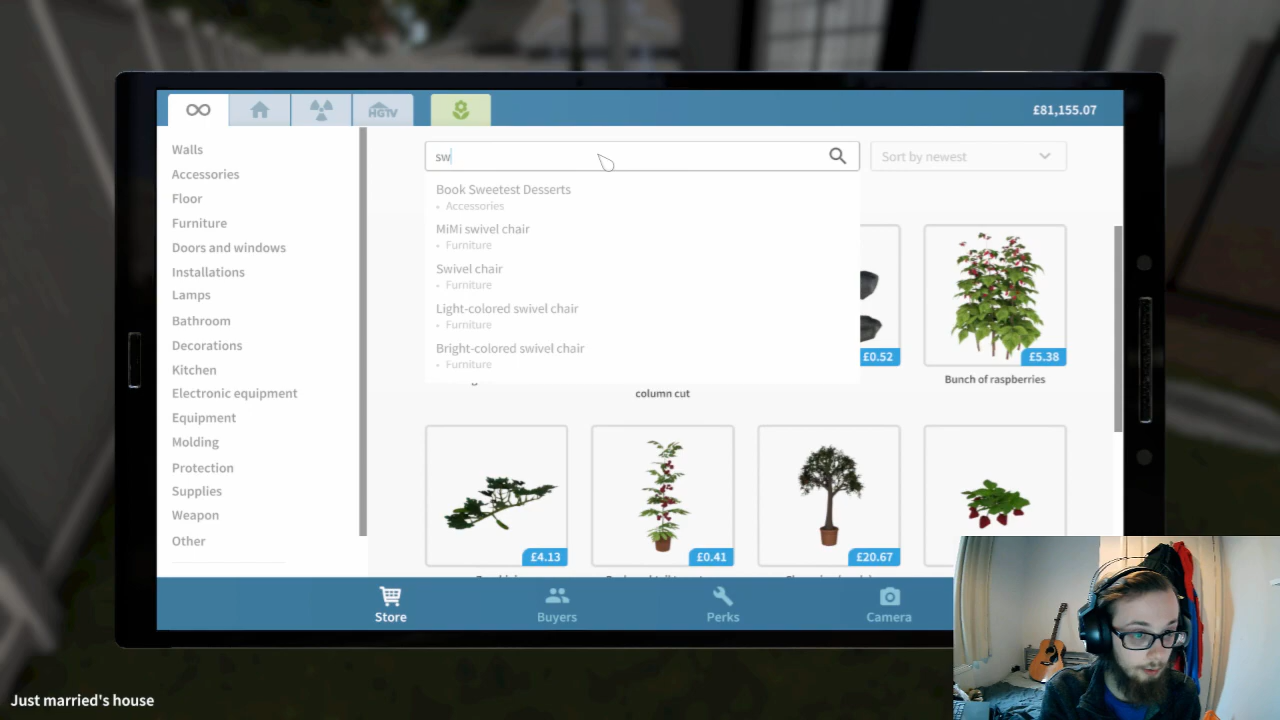 HGTV
£81,155.07
Walls
Accessories
Floor
Furniture
Doors and windows
Installations
Lamps
Bathroom
Decorations
Kitchen
Electronic equipment
Equipment
Molding
Protection
Supplies
Weapon
Other
sw
Sort by newest
Book Sweetest Desserts
• Accessories
MiMi swivel chair
• Furniture
Swivel chair
• Furniture
Light-colored swivel chair
• Furniture
Bright-colored swivel chair
• Furniture
£0.52
£5.38
column cut
Bunch of raspberries
£4.13
£0.41
£20.67
Store
Buyers
Perks
Camera
Just married's house